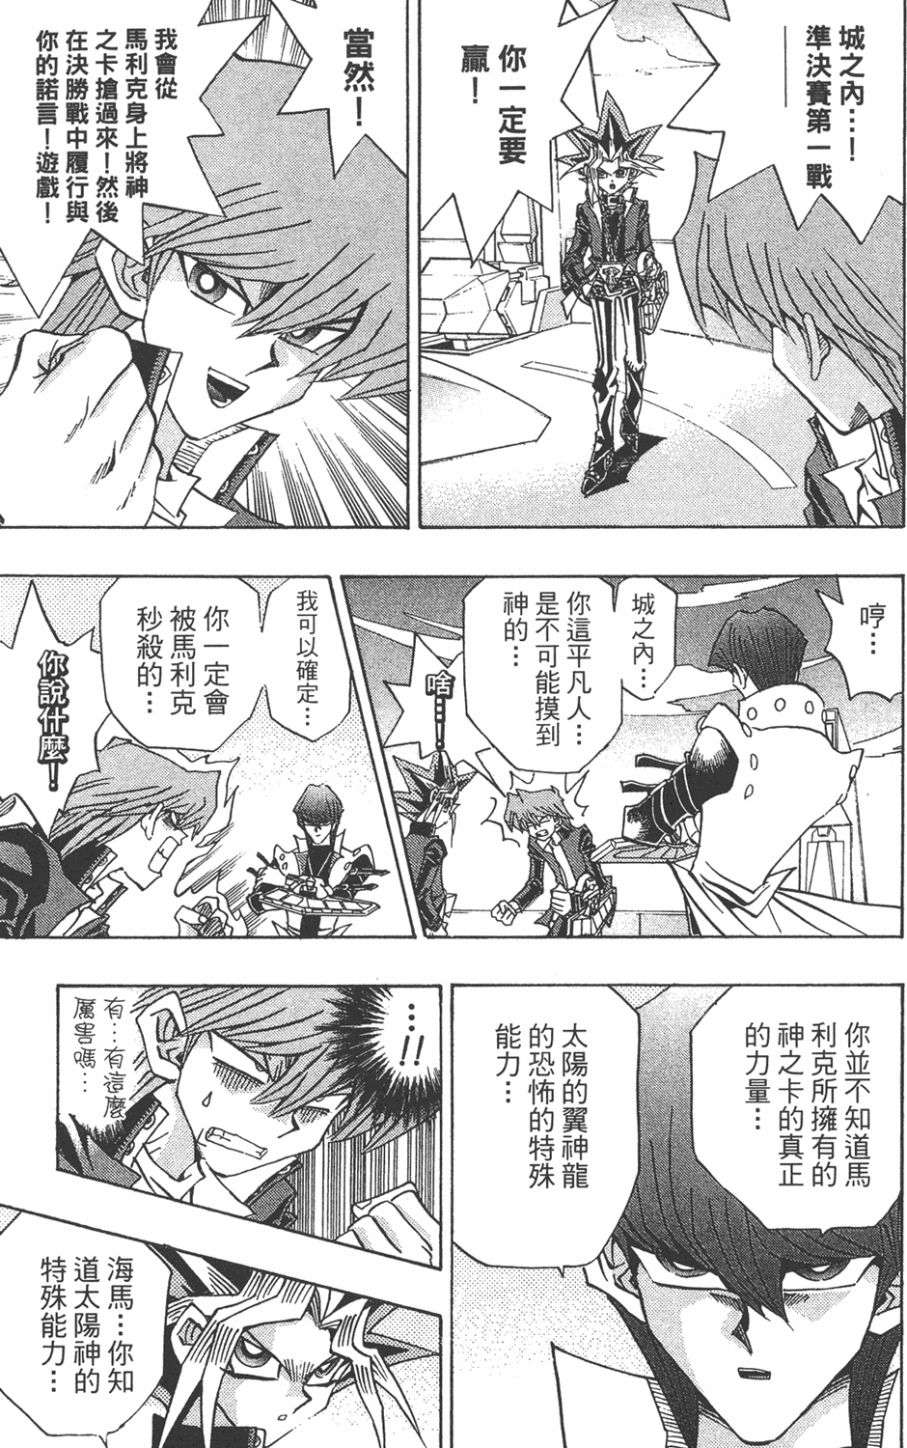 城之內…！
準決賽第一戰
——
你一定要
贏！
當然！
我會從
馬利克身上將神
之卡搶過來！然後
在決勝戰中履行與
你的諾言！遊戲！
哼…
城之內…
你這平凡人…
是不可能摸到
神的…
啥…！
我可以確定…
你一定會
被馬利克
秒殺的…
你說什麼！
你並不知道馬
利克所擁有的
神之卡的真正
的力量…
太陽的翼神龍
的恐怖的特殊
能力…
…!!
有…有這麼
厲害嗎…
海馬…你知
道太陽神的
特殊能力…